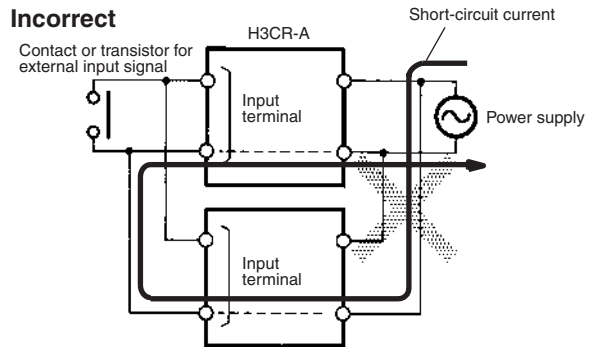 Incorrect
Short-circuit current
H3CR-A
Contact or transistor for
external input signal
Input
terminal
Power supply
Input
terminal